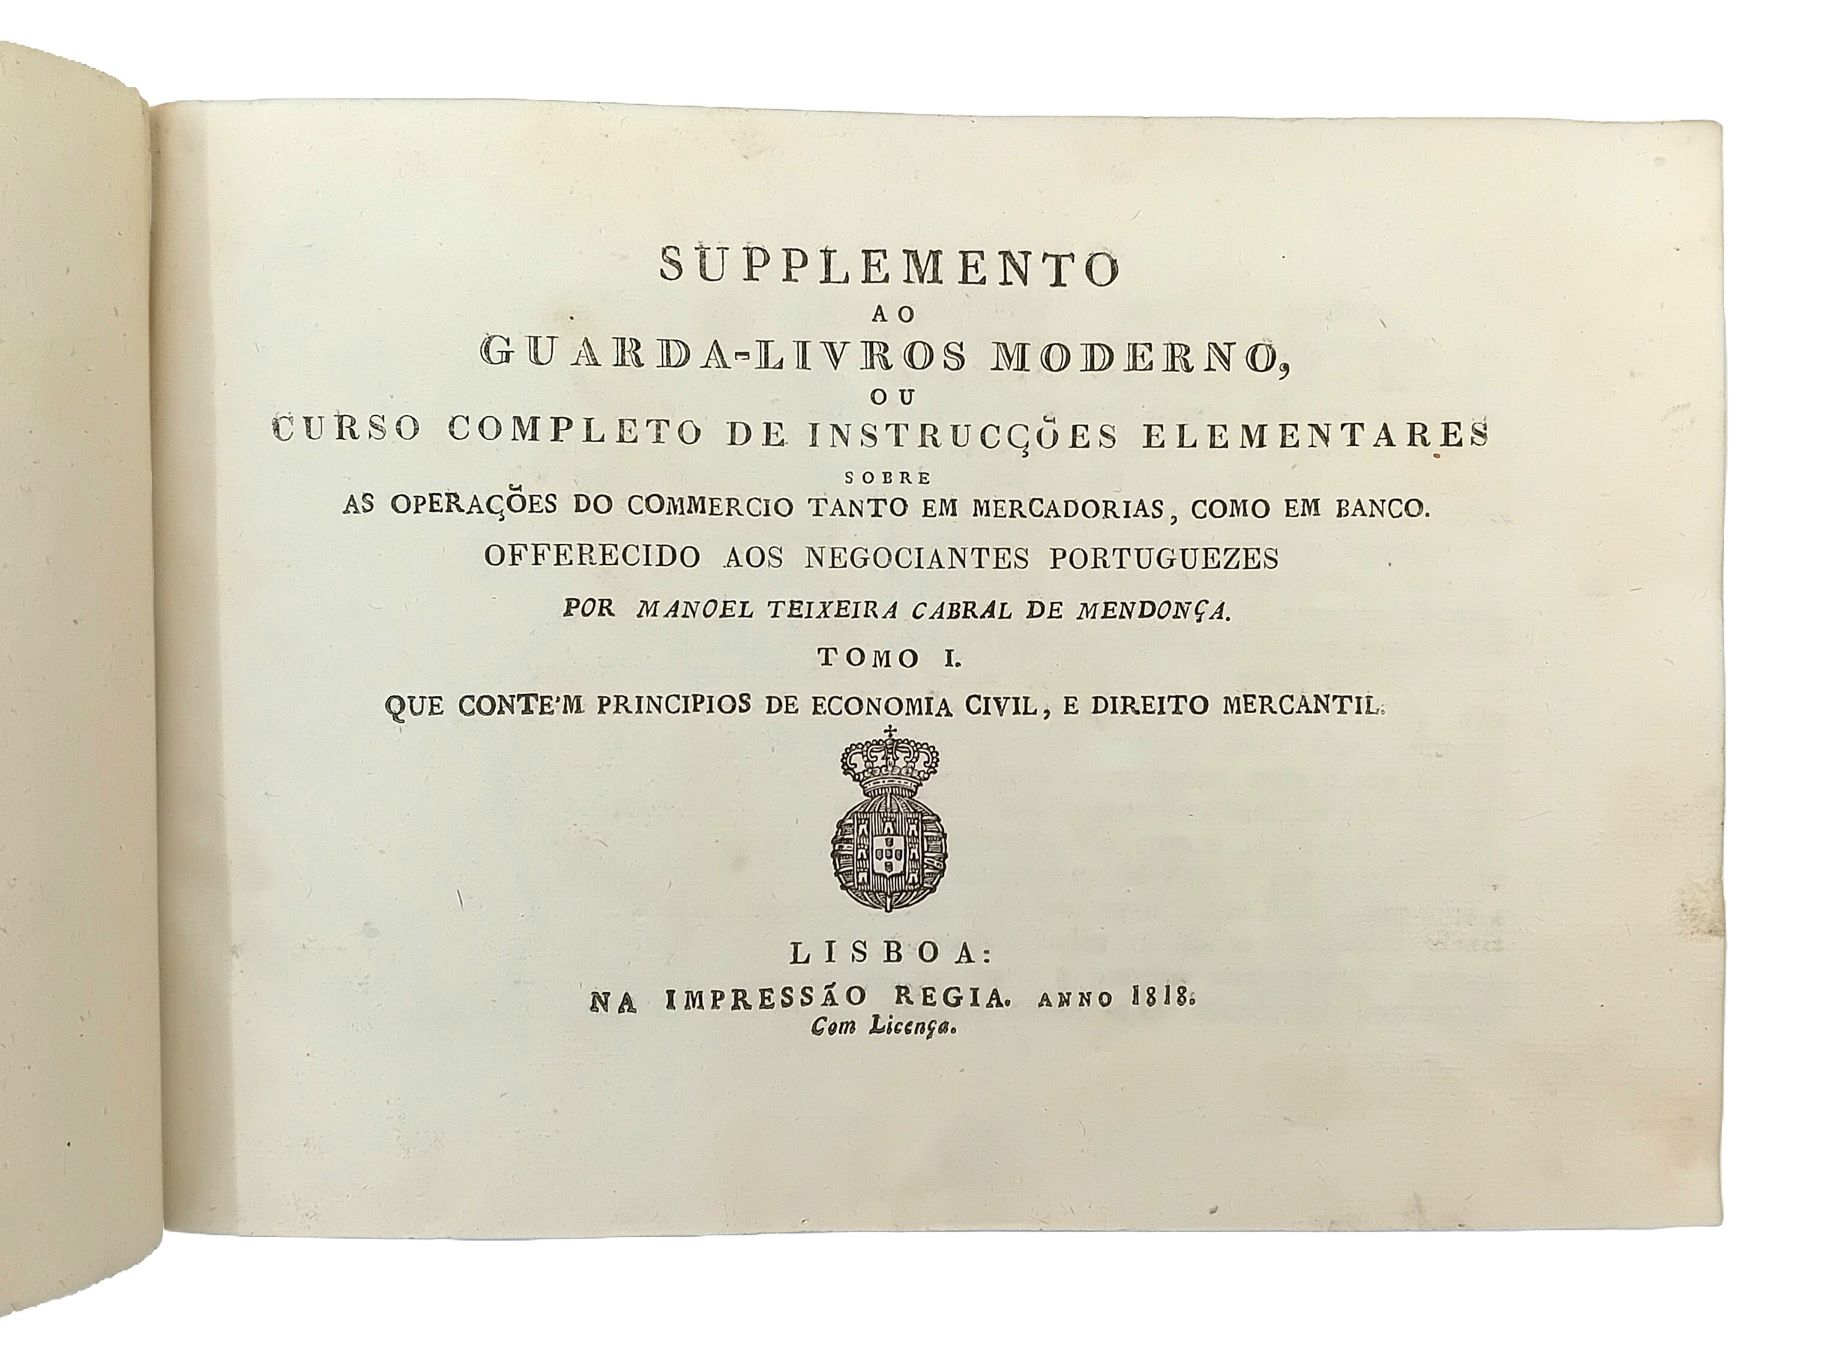 SUPPLEMENTO
AO
GUARDA-LIVROS MODERNO,
OU
CURSO COMPLETO DE INSTRUCÇÕES ELEMENTARES
SOBRE
AS OPERAÇÕES DO COMMERCIO TANTO EM MERCADORIAS, COMO EM BANCO.
OFFERECIDO AOS NEGOCIANTES PORTUGUEZES
POR MANOEL TEIXEIRA CABRAL DE MENDONÇA.
TOMO I.
QUE CONTE'M PRINCIPIOS DE ECONOMIA CIVIL, E DIREITO MERCANTIL.
LISBOA:
NA IMPRESSÃO REGIA. ANNO 1818.
Com Licença.